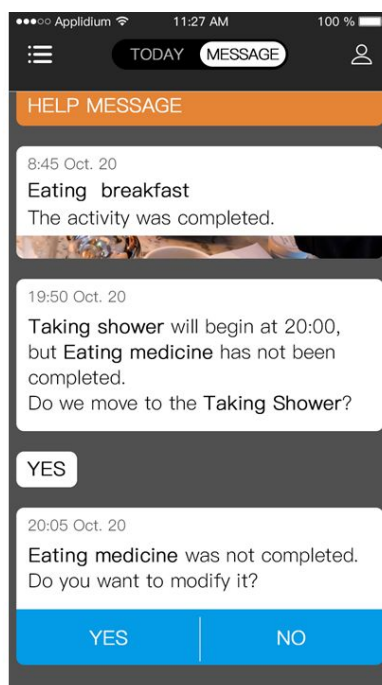 Applidium 11:27 AM 100 %
TODAY MESSAGE
HELP MESSAGE
8:45 Oct. 20
Eating breakfast
The activity was completed.
19:50 Oct. 20
Taking shower will begin at 20:00,
but Eating medicine has not been
completed.
Do we move to the Taking Shower?
YES
20:05 Oct. 20
Eating medicine was not completed.
Do you want to modify it?
YES NO